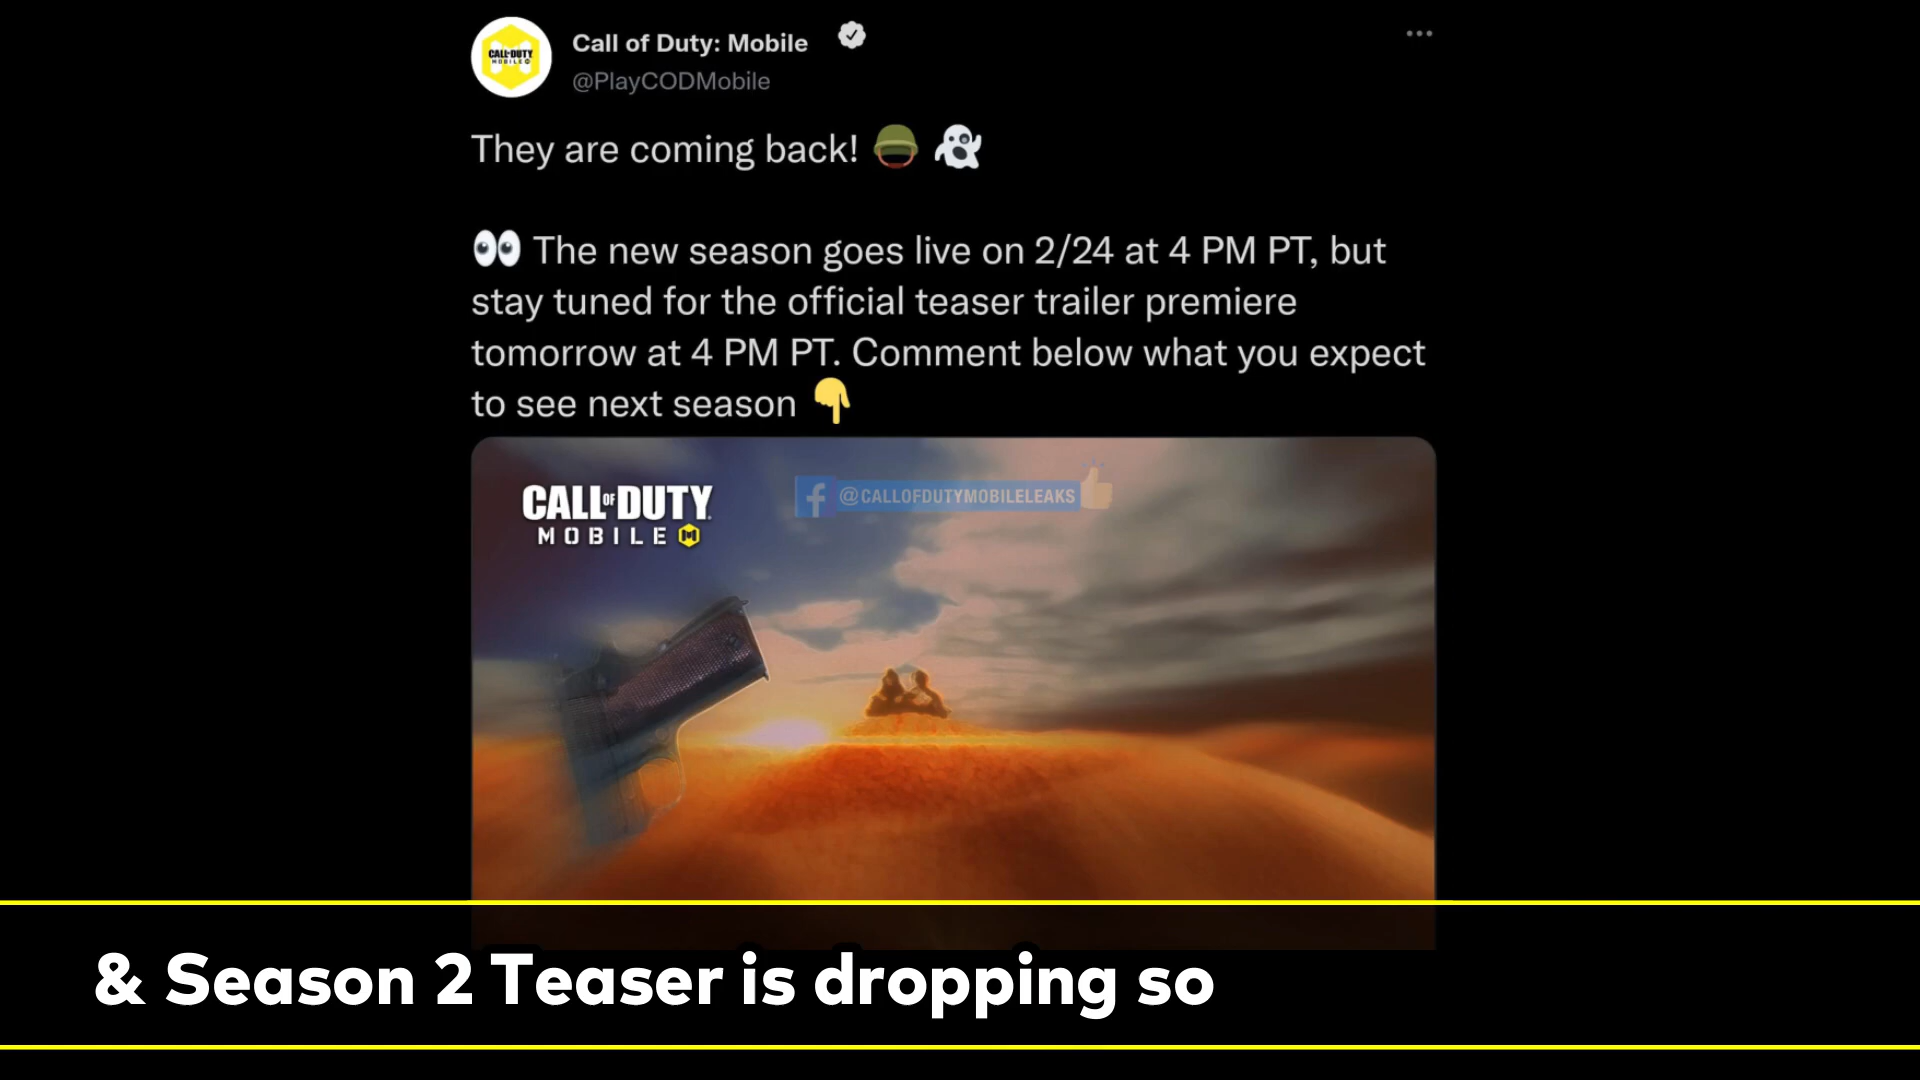 Call of Duty: Mobile
@PlayCODMobile
They are coming back! 🪖 👻
👀 The new season goes live on 2/24 at 4 PM PT, but
stay tuned for the official teaser trailer premiere
tomorrow at 4 PM PT. Comment below what you expect
to see next season 👇
CALL OF DUTY
MOBILE
@CALLOFDUTYMOBILELEAKS
& Season 2 Teaser is dropping so